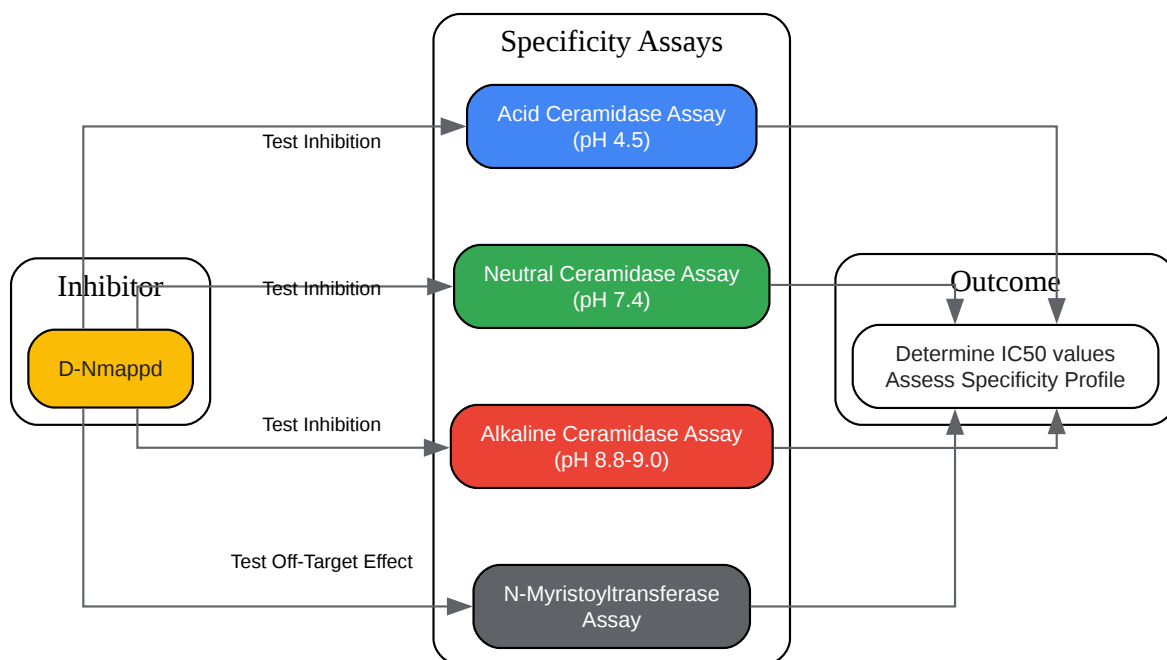 Specificity Assays
Acid Ceramidase Assay
(pH 4.5)
Test Inhibition
Neutral Ceramidase Assay
(pH 7.4)
Test Inhibition
Inhibitor
D-Nmappd
Outcome
Determine IC50 values
Assess Specificity Profile
Test Inhibition
Alkaline Ceramidase Assay
(pH 8.8-9.0)
Test Off-Target Effect
N-Myristoyltransferase
Assay